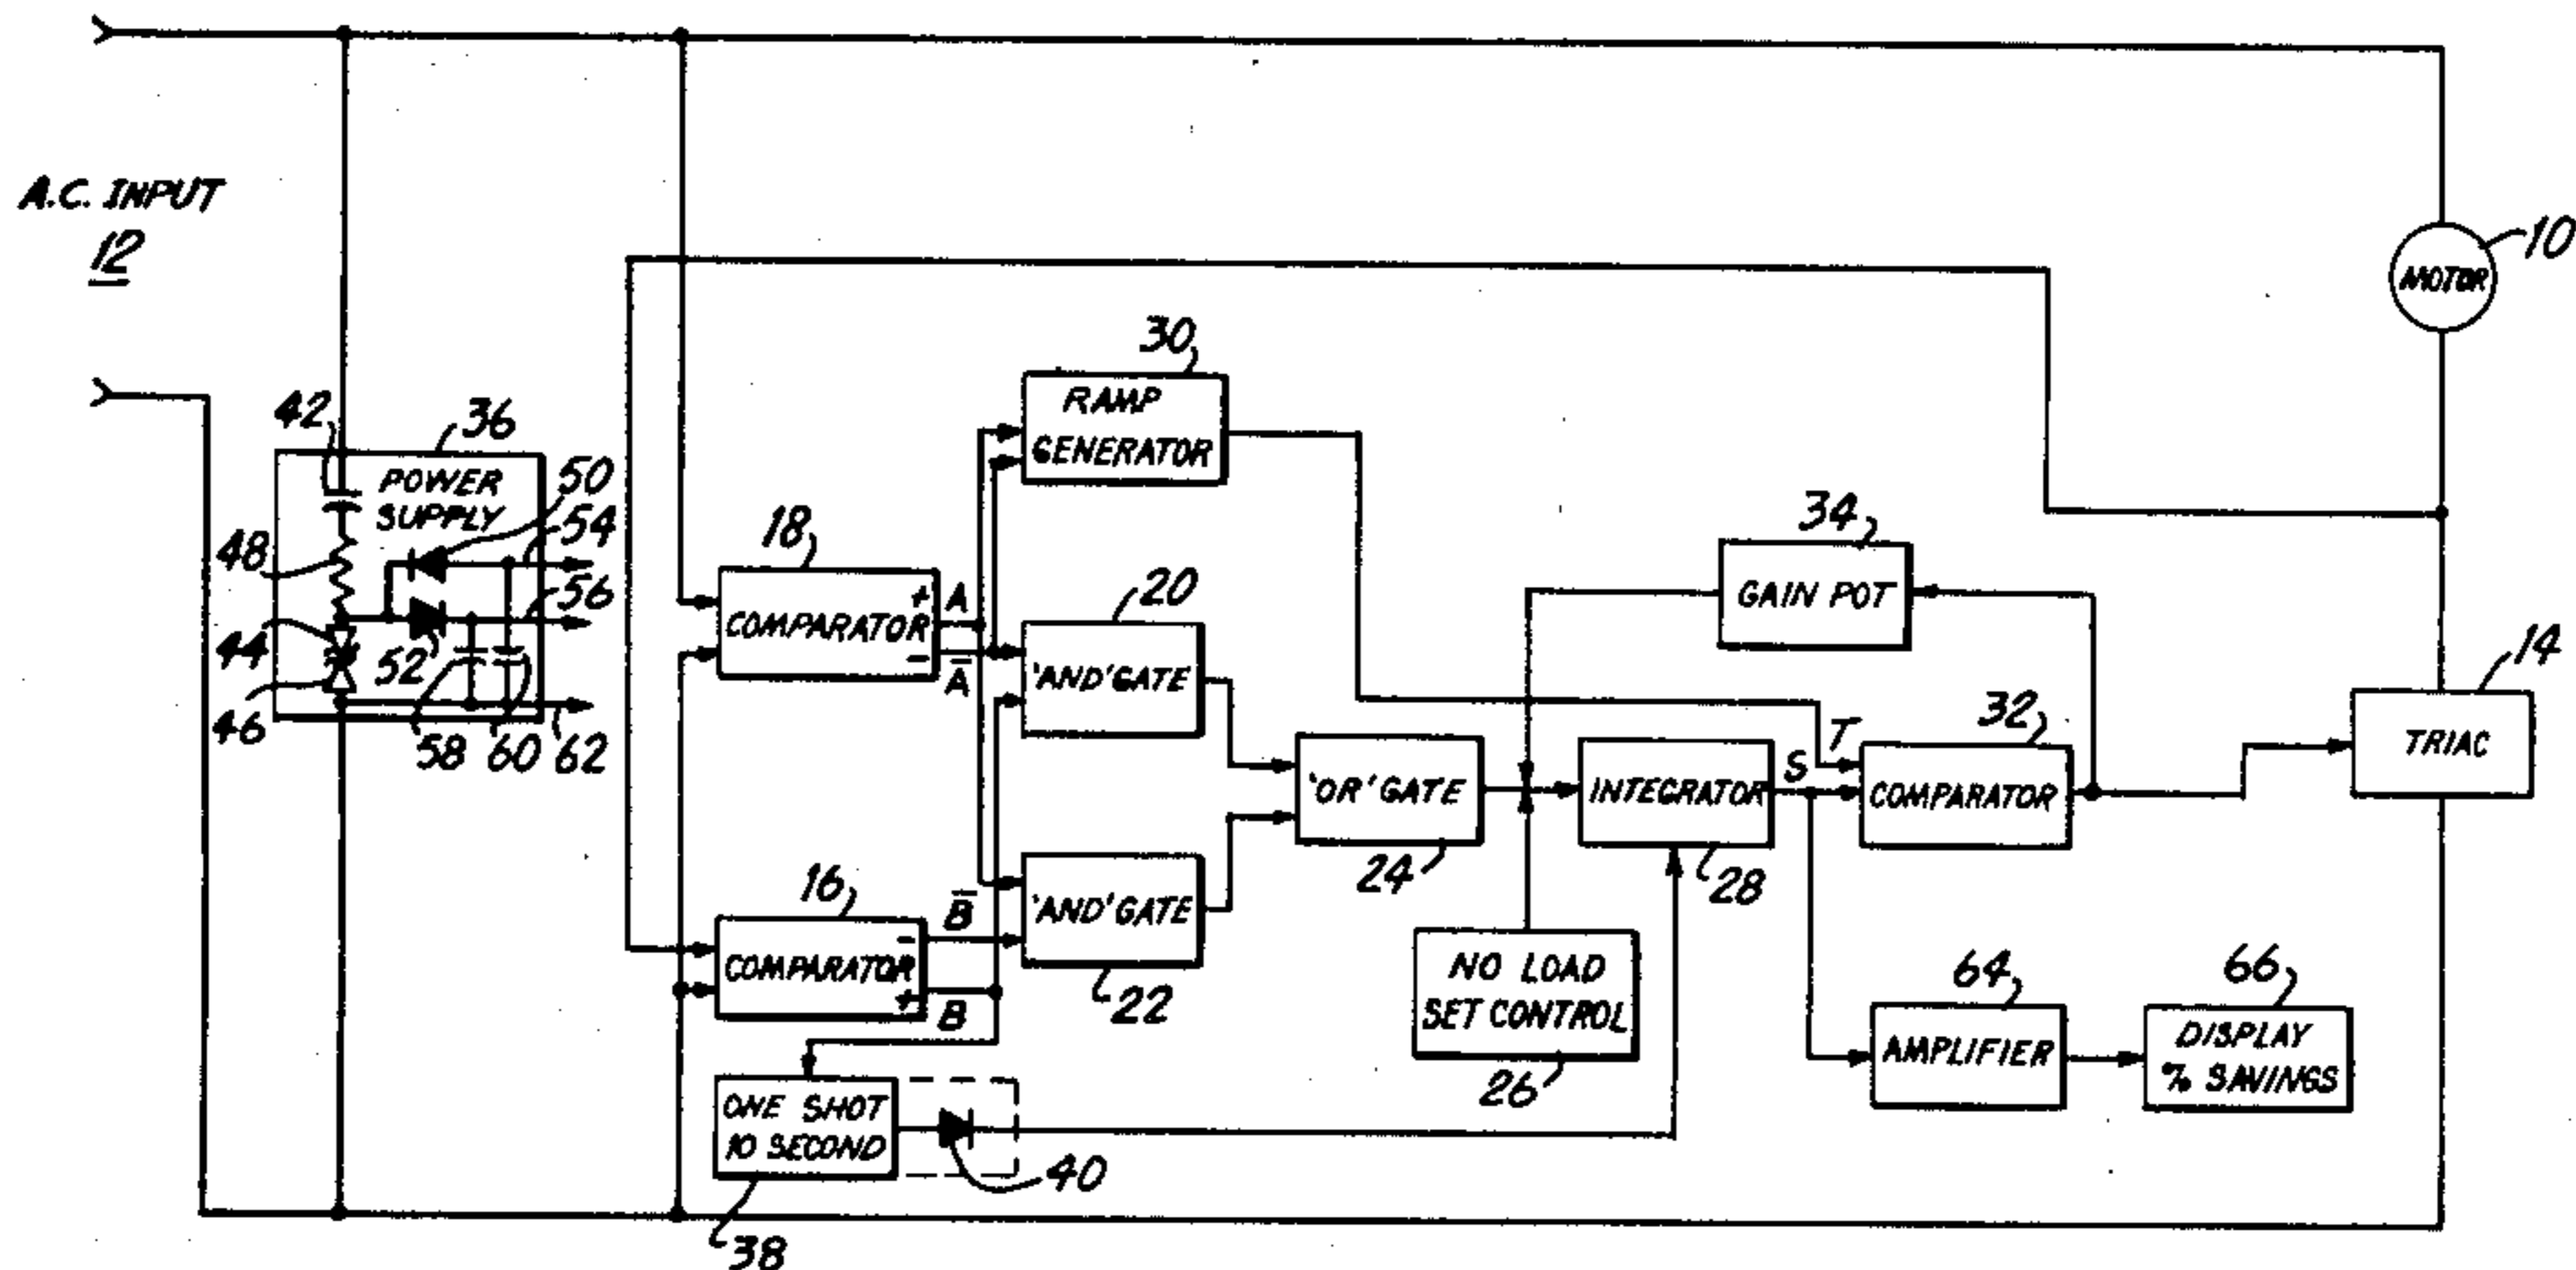 A.C. INPUT
12
MOTOR
10
30
RAMP
GENERATOR
42
36
POWER
SUPPLY
50
54
48
56
44
52
46
58
60
62
18
+
COMPARATOR
-
A
Ā
20
'AND' GATE
34
GAIN POT
14
TRIAC
32
T
S
COMPARATOR
'OR' GATE
24
INTEGRATOR
28
16
-
COMPARATOR
+
B̄
B
'AND' GATE
22
NO LOAD
SET CONTROL
26
64
AMPLIFIER
66
DISPLAY
% SAVINGS
ONE SHOT
10 SECOND
40
38